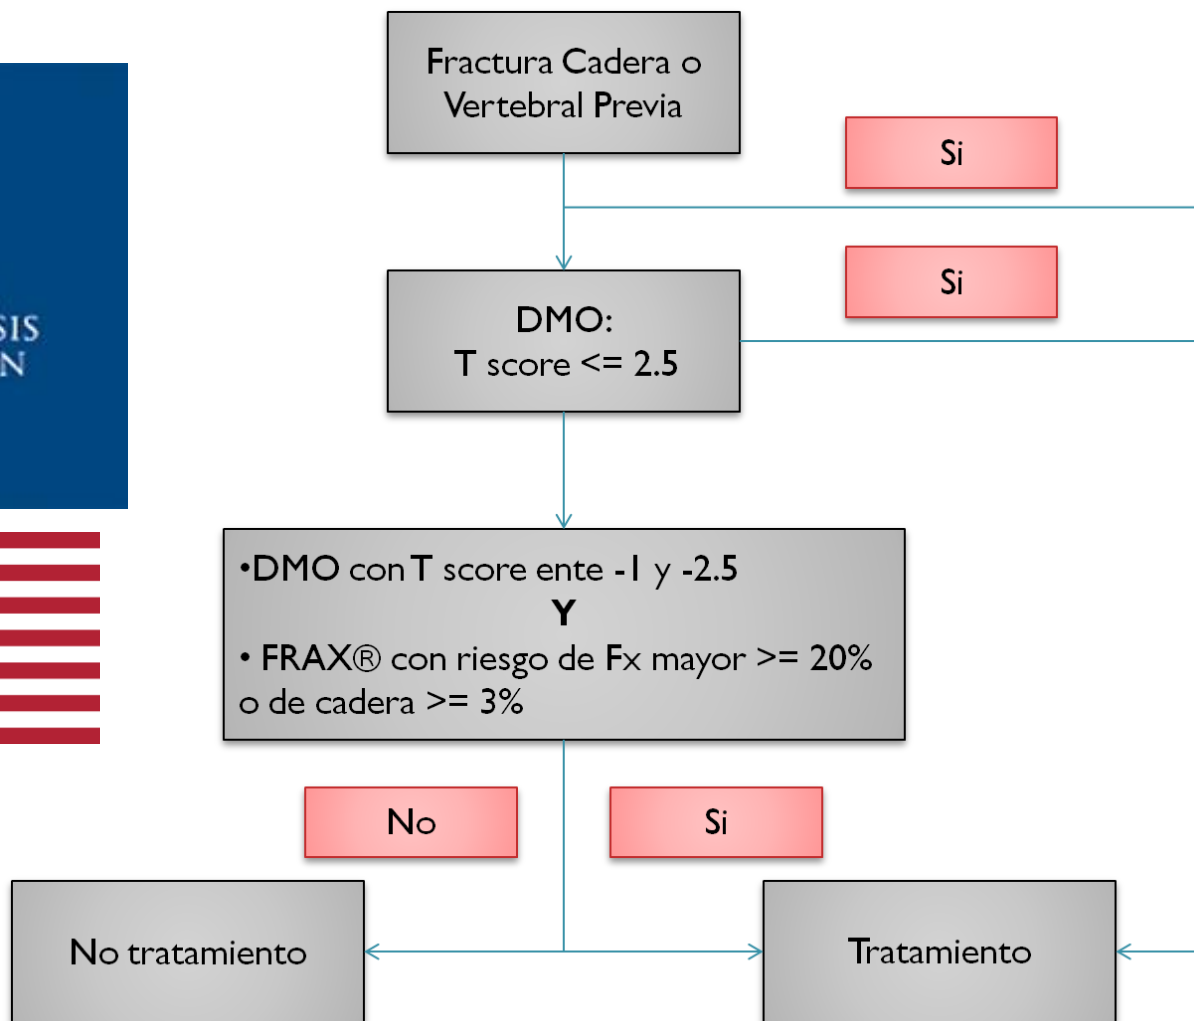 Fractura Cadera o
Vertebral Previa
Si
Si
SIS
N
DMO:
T score <= 2.5
•DMO con T score ente -1 y -2.5
Y
• FRAX® con riesgo de Fx mayor >= 20%
o de cadera >= 3%
No
Si
No tratamiento
Tratamiento